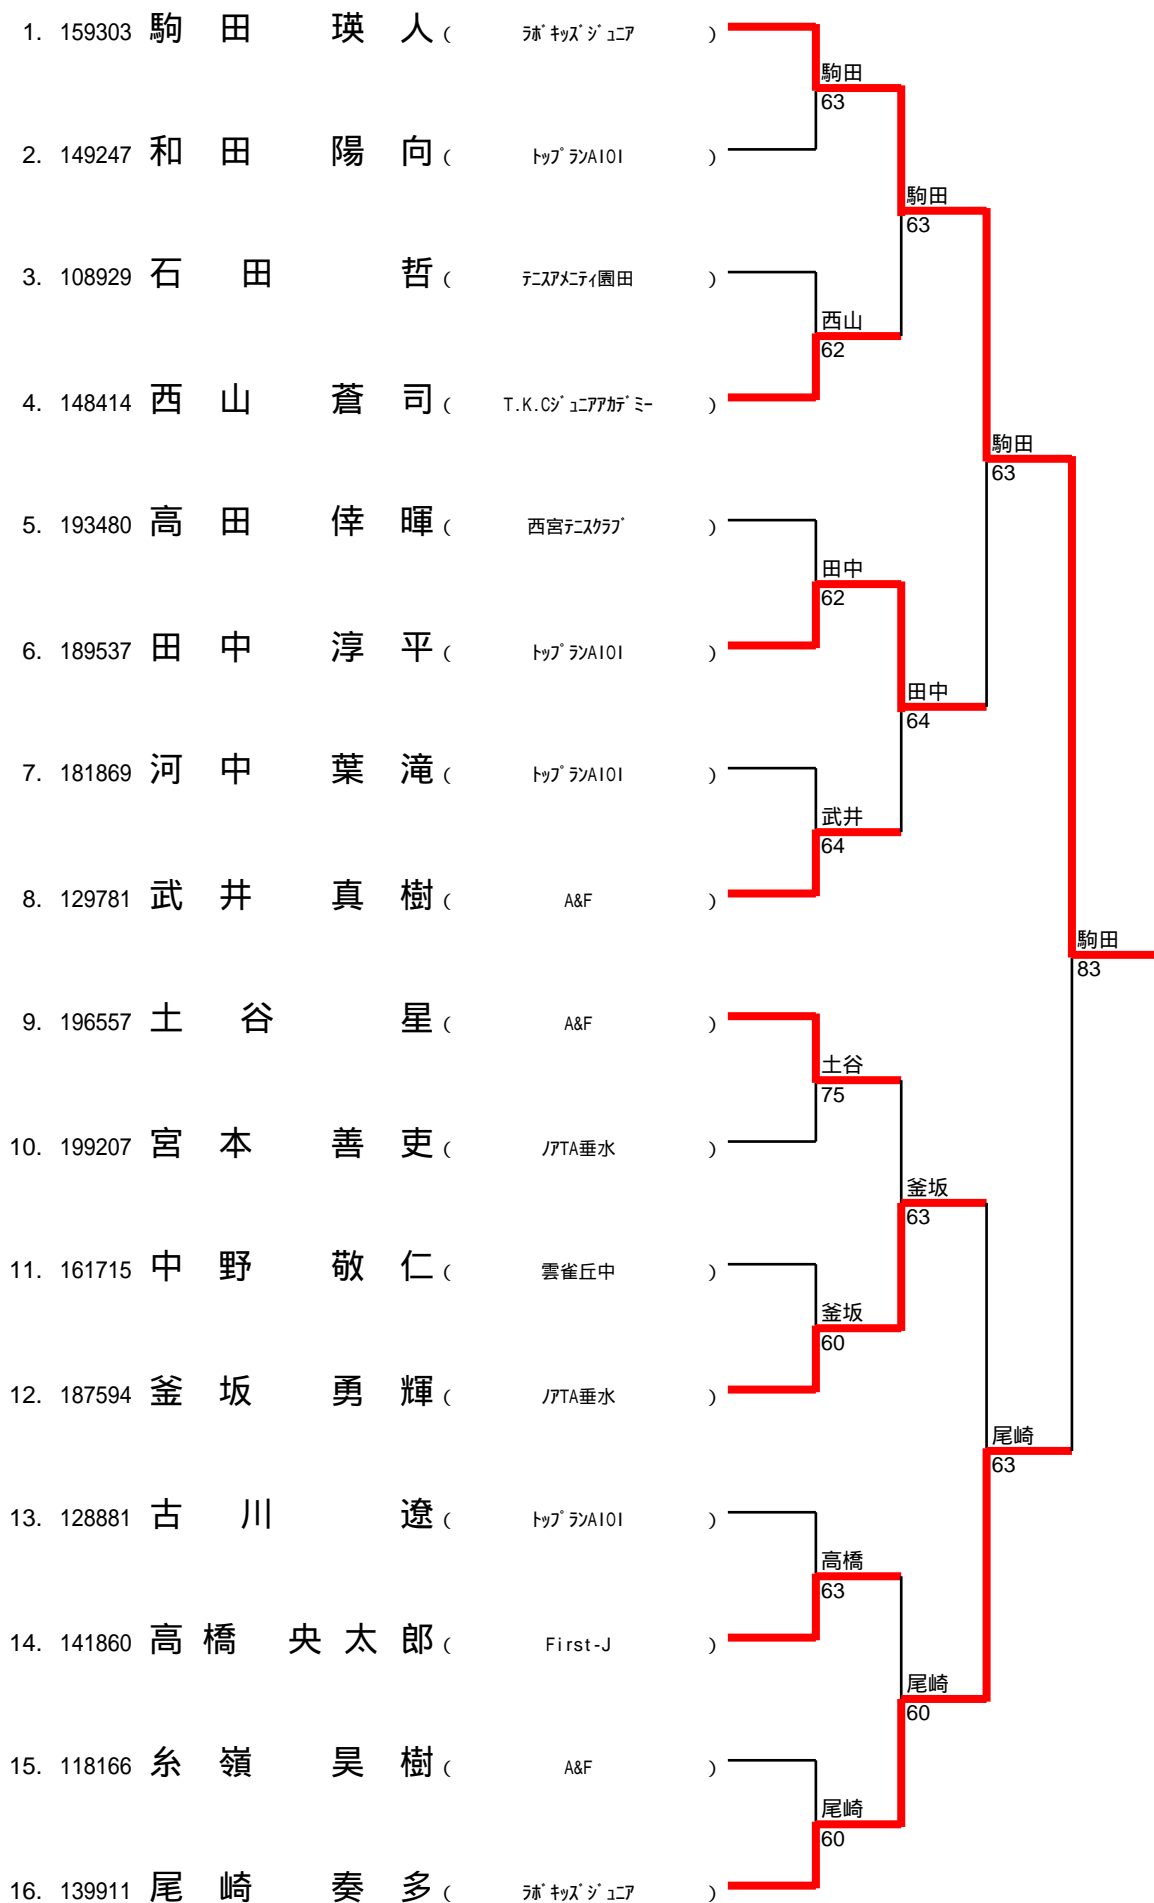 1. 159303 駒田 瑛人 ( ﾗﾎﾞｷｯｽﾞｼﾞｭﾆｱ )
駒田
63
2. 149247 和田 陽向 ( ﾄｯﾌﾟﾗﾝAIOI )
駒田
63
3. 108929 石田 哲 ( ﾃﾆｽｱﾒﾆﾃｨ園田 )
西山
62
4. 148414 西山 蒼司 ( T.K.Cｼﾞｭﾆｱｱｶﾃﾞﾐｰ )
駒田
63
5. 193480 高田 倖暉 ( 西宮ﾃﾆｽｸﾗﾌﾞ )
田中
62
6. 189537 田中 淳平 ( ﾄｯﾌﾟﾗﾝAIOI )
田中
64
7. 181869 河中 葉滝 ( ﾄｯﾌﾟﾗﾝAIOI )
武井
64
8. 129781 武井 真樹 ( A&F )
駒田
83
9. 196557 土谷 星 ( A&F )
土谷
75
10. 199207 宮本 善吏 ( ﾉｱTA垂水 )
釜坂
63
11. 161715 中野 敬仁 ( 雲雀丘中 )
釜坂
60
12. 187594 釜坂 勇輝 ( ﾉｱTA垂水 )
尾崎
63
13. 128881 古川 遼 ( ﾄｯﾌﾟﾗﾝAIOI )
高橋
63
14. 141860 高橋 央太郎 ( First-J )
尾崎
60
15. 118166 糸嶺 昊樹 ( A&F )
尾崎
60
16. 139911 尾崎 奏多 ( ﾗﾎﾞｷｯｽﾞｼﾞｭﾆｱ )